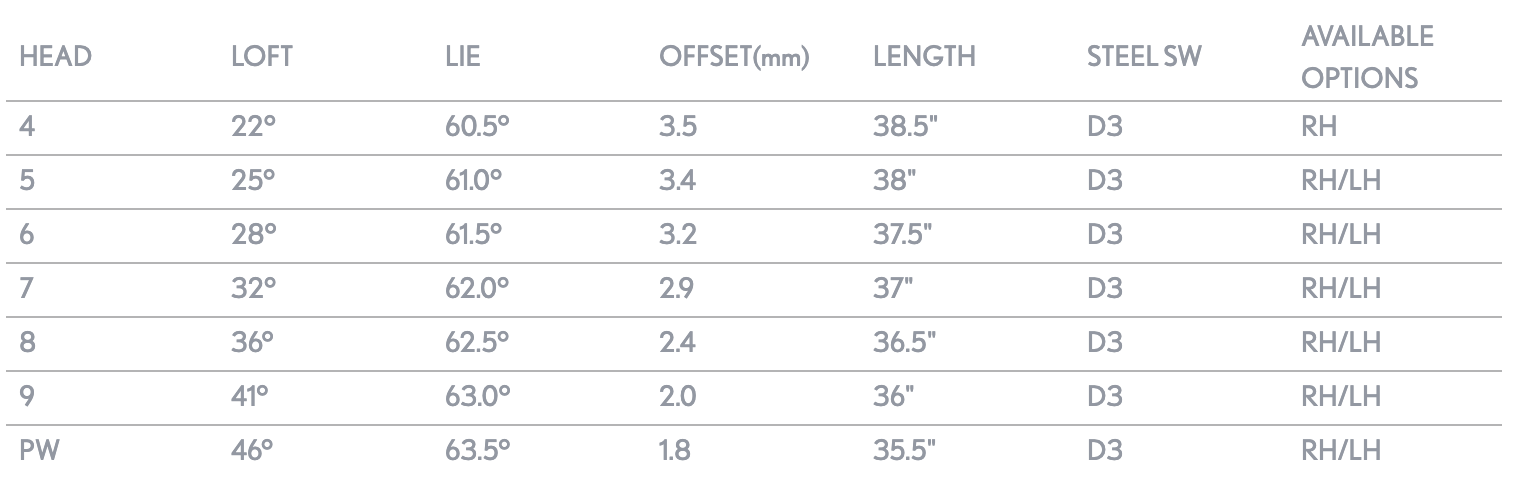 HEAD LOFT LIE OFFSET(mm) LENGTH STEEL SW AVAILABLE OPTIONS
4 22° 60.5° 3.5 38.5" D3 RH
5 25° 61.0° 3.4 38" D3 RH/LH
6 28° 61.5° 3.2 37.5" D3 RH/LH
7 32° 62.0° 2.9 37" D3 RH/LH
8 36° 62.5° 2.4 36.5" D3 RH/LH
9 41° 63.0° 2.0 36" D3 RH/LH
PW 46° 63.5° 1.8 35.5" D3 RH/LH